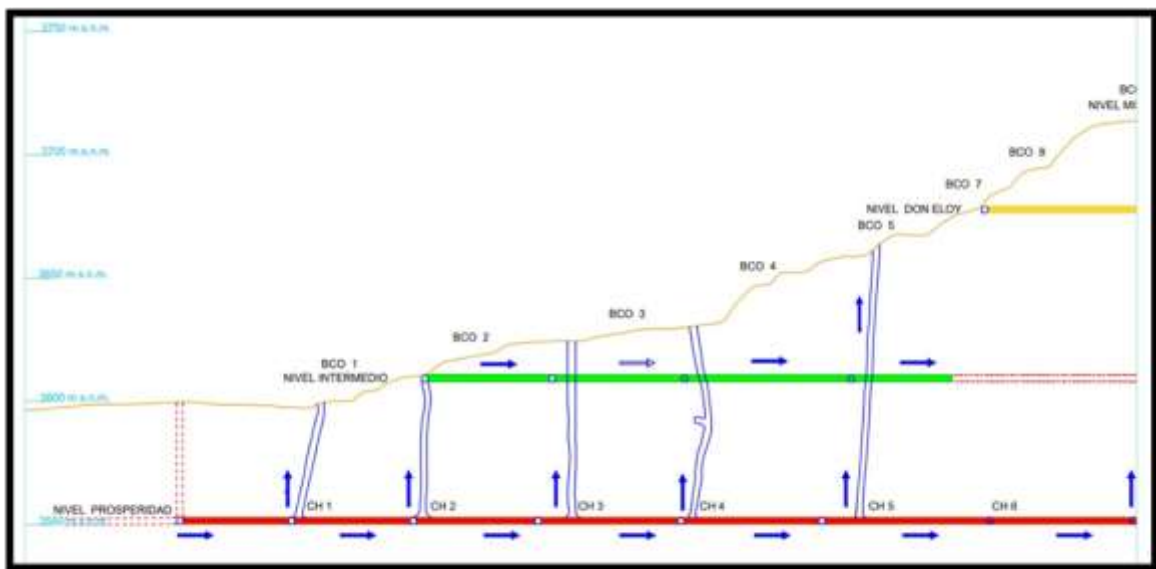 NIVEL
BCO
BCO 7
NIVEL DON ELOY
BCO 5
BCO 4
BCO 3
BCO 2
BCO 1
NIVEL INTERMEDIO
NIVEL PROSPERIDAD
CH 1
CH 2
CH 3
CH 4
CH 5
CH 6